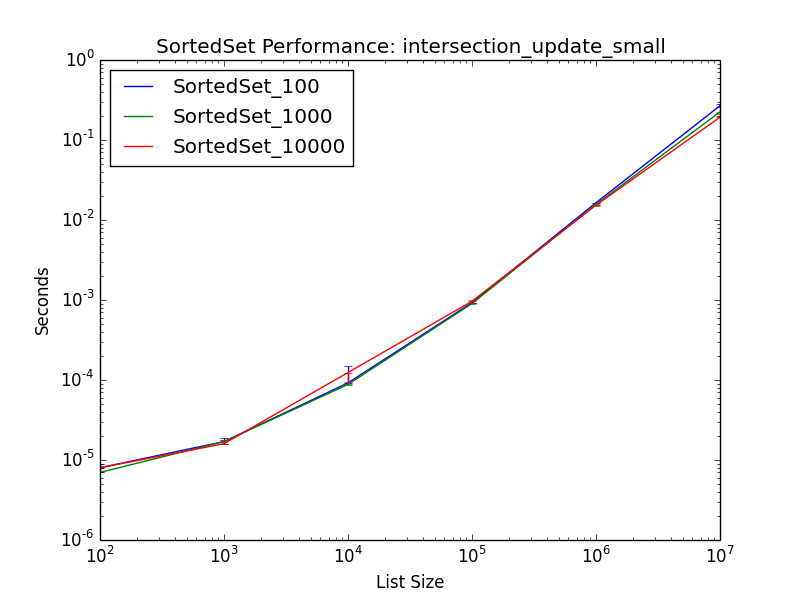 SortedSet Performance: intersection_update_small
10^0
10^-1
10^-2
10^-3
10^-4
10^-5
10^-6
Seconds
SortedSet_100
SortedSet_1000
SortedSet_10000
10^2 10^3 10^4 10^5 10^6 10^7
List Size